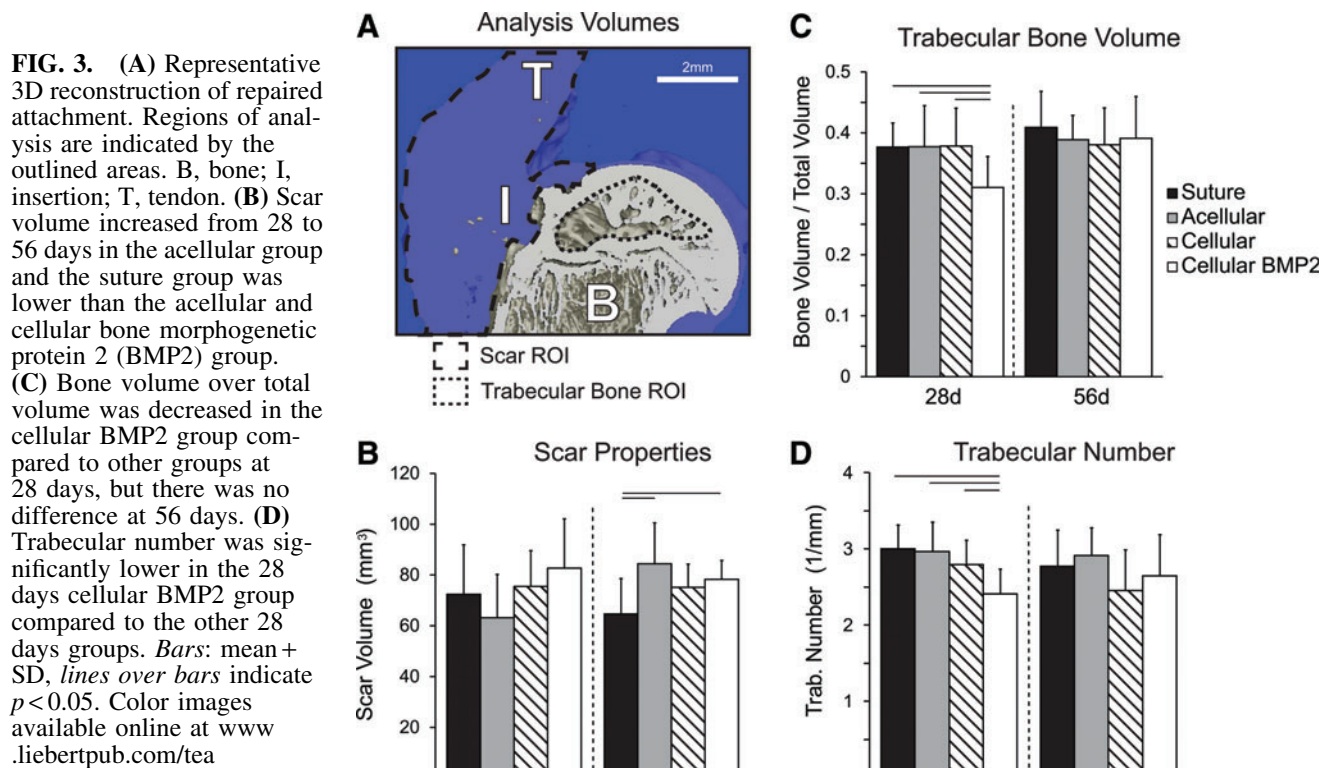 FIG. 3. (A) Representative
3D reconstruction of repaired
attachment. Regions of anal-
ysis are indicated by the
outlined areas. B, bone; I,
insertion; T, tendon. (B) Scar
volume increased from 28 to
56 days in the acellular group
and the suture group was
lower than the acellular and
cellular bone morphogenetic
protein 2 (BMP2) group.
(C) Bone volume over total
volume was decreased in the
cellular BMP2 group com-
pared to other groups at
28 days, but there was no
difference at 56 days. (D)
Trabecular number was sig-
nificantly lower in the 28
days cellular BMP2 group
compared to the other 28
days groups. Bars: mean +
SD, lines over bars indicate
p < 0.05. Color images
available online at www
.liebertpub.com/tea
A
Analysis Volumes
T
2mm
I
B
Scar ROI
Trabecular Bone ROI
C
Trabecular Bone Volume
Bone Volume / Total Volume
0.5
0.4
0.3
0.2
0.1
0
28d
56d
Suture
Acellular
Cellular
Cellular BMP2
B
Scar Properties
Scar Volume (mm³)
120
100
80
60
40
20
D
Trabecular Number
Trab. Number (1/mm)
4
3
2
1